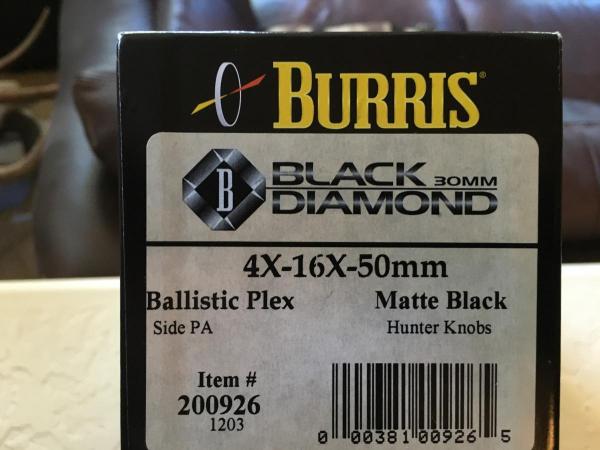 BURRIS®
B
BLACK 30MM
DIAMOND
4X-16X-50mm
Ballistic Plex Matte Black
Side PA Hunter Knobs
Item #
200926
1203
0 00381 00926 5